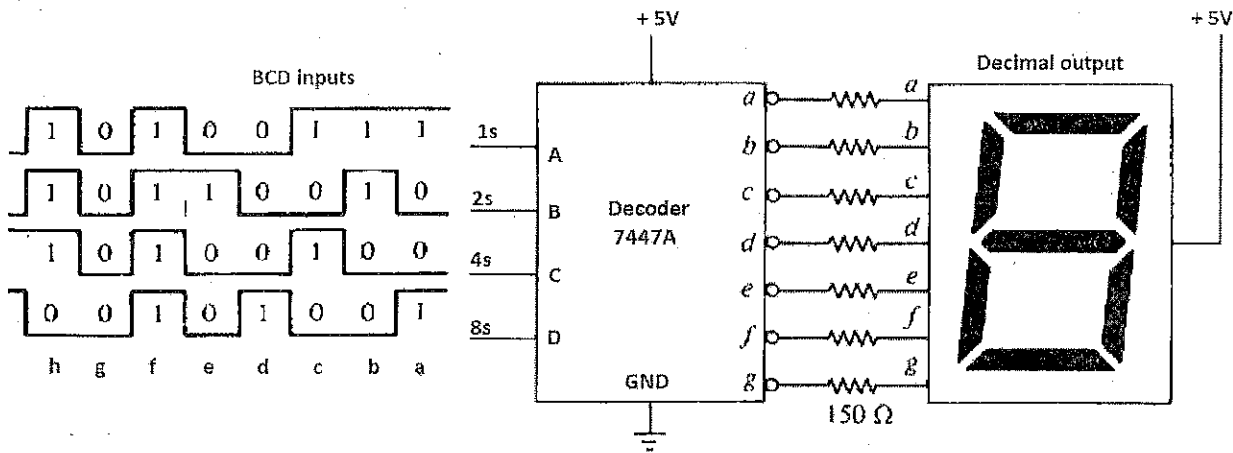 + 5V
+ 5V
BCD inputs
Decimal output
1 0 1 0 0 1 1 1
1s
A
1 0 1 1 0 0 1 0
2s
B
1 0 1 0 0 1 0 0
4s
C
0 0 1 0 1 0 0 1
8s
D
h g f e d c b a
Decoder
7447A
GND
a
b
c
d
e
f
g
a
b
c
d
e
f
g
150 Ω